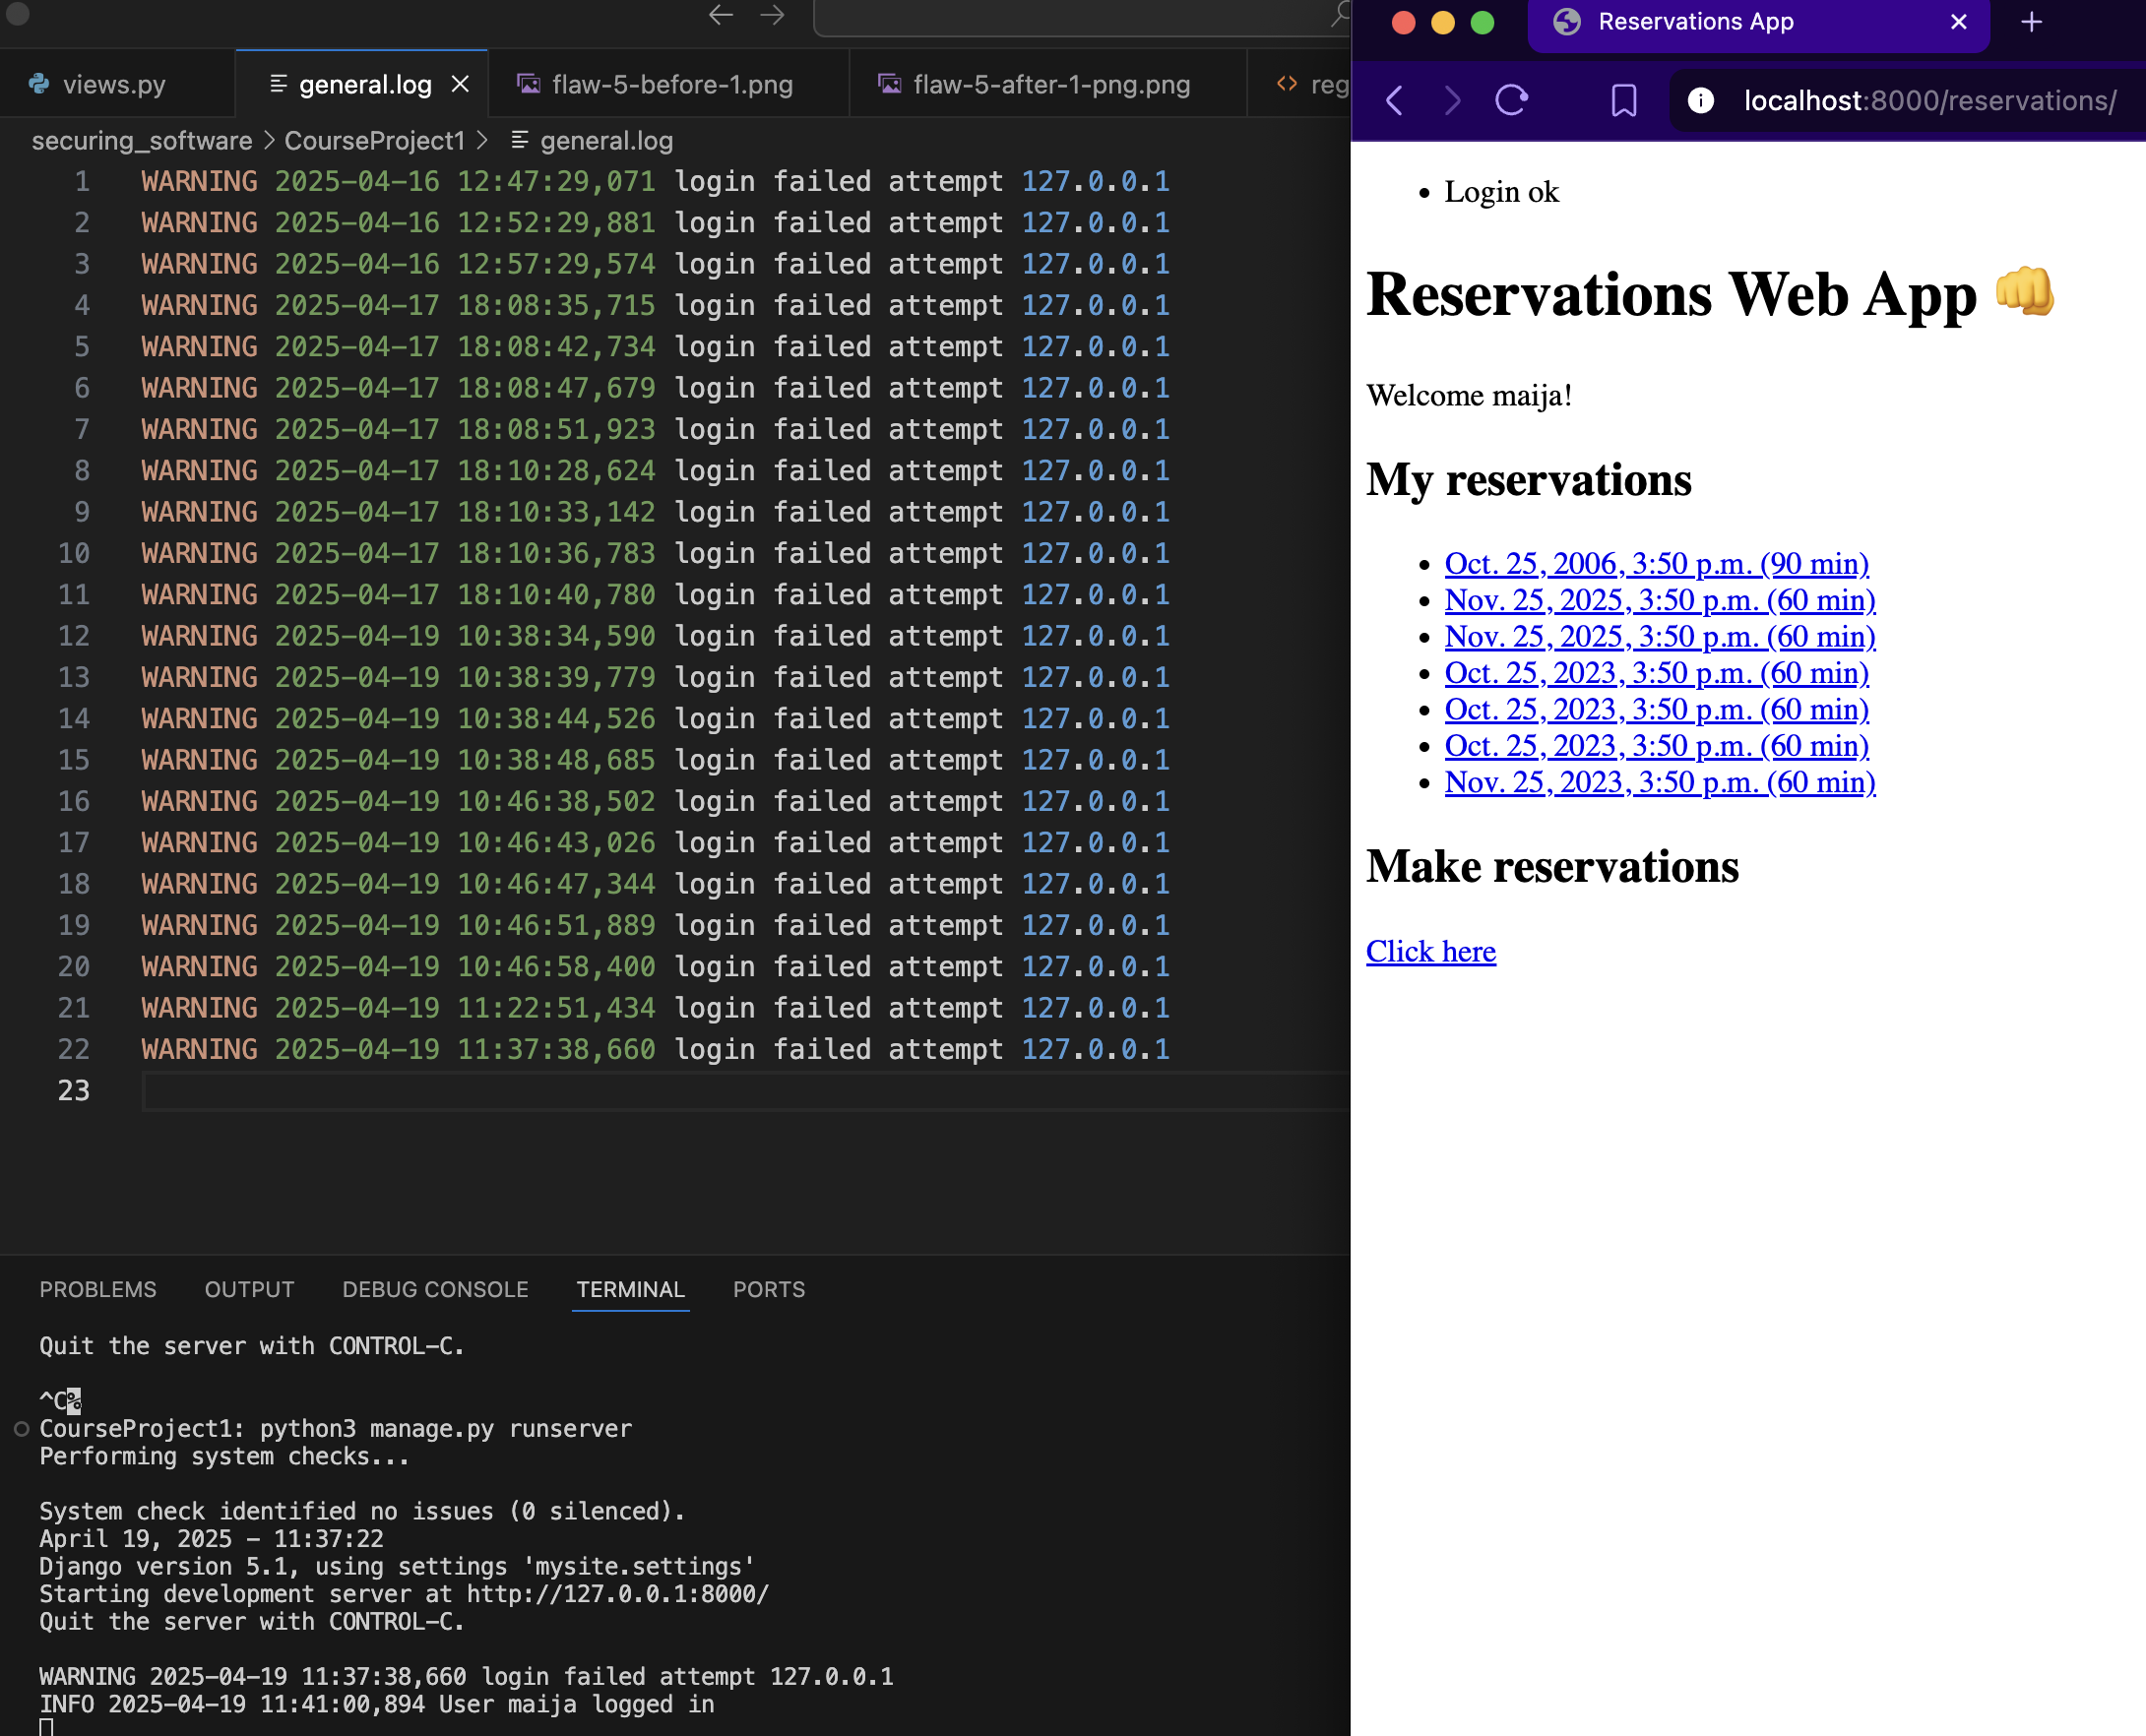 views.py
general.log
flaw-5-before-1.png
flaw-5-after-1-png.png
reg
securing_software > CourseProject1 > general.log
1 WARNING 2025-04-16 12:47:29,071 login failed attempt 127.0.0.1
2 WARNING 2025-04-16 12:52:29,881 login failed attempt 127.0.0.1
3 WARNING 2025-04-16 12:57:29,574 login failed attempt 127.0.0.1
4 WARNING 2025-04-17 18:08:35,715 login failed attempt 127.0.0.1
5 WARNING 2025-04-17 18:08:42,734 login failed attempt 127.0.0.1
6 WARNING 2025-04-17 18:08:47,679 login failed attempt 127.0.0.1
7 WARNING 2025-04-17 18:08:51,923 login failed attempt 127.0.0.1
8 WARNING 2025-04-17 18:10:28,624 login failed attempt 127.0.0.1
9 WARNING 2025-04-17 18:10:33,142 login failed attempt 127.0.0.1
10 WARNING 2025-04-17 18:10:36,783 login failed attempt 127.0.0.1
11 WARNING 2025-04-17 18:10:40,780 login failed attempt 127.0.0.1
12 WARNING 2025-04-19 10:38:34,590 login failed attempt 127.0.0.1
13 WARNING 2025-04-19 10:38:39,779 login failed attempt 127.0.0.1
14 WARNING 2025-04-19 10:38:44,526 login failed attempt 127.0.0.1
15 WARNING 2025-04-19 10:38:48,685 login failed attempt 127.0.0.1
16 WARNING 2025-04-19 10:46:38,502 login failed attempt 127.0.0.1
17 WARNING 2025-04-19 10:46:43,026 login failed attempt 127.0.0.1
18 WARNING 2025-04-19 10:46:47,344 login failed attempt 127.0.0.1
19 WARNING 2025-04-19 10:46:51,889 login failed attempt 127.0.0.1
20 WARNING 2025-04-19 10:46:58,400 login failed attempt 127.0.0.1
21 WARNING 2025-04-19 11:22:51,434 login failed attempt 127.0.0.1
22 WARNING 2025-04-19 11:37:38,660 login failed attempt 127.0.0.1
23
PROBLEMS OUTPUT DEBUG CONSOLE TERMINAL PORTS
Quit the server with CONTROL-C.
^C%
CourseProject1: python3 manage.py runserver
Performing system checks...
System check identified no issues (0 silenced).
April 19, 2025 - 11:37:22
Django version 5.1, using settings 'mysite.settings'
Starting development server at http://127.0.0.1:8000/
Quit the server with CONTROL-C.
WARNING 2025-04-19 11:37:38,660 login failed attempt 127.0.0.1
INFO 2025-04-19 11:41:00,894 User maija logged in
Reservations App
localhost:8000/reservations/
• Login ok
Reservations Web App 👊
Welcome maija!
My reservations
• Oct. 25, 2006, 3:50 p.m. (90 min)
• Nov. 25, 2025, 3:50 p.m. (60 min)
• Nov. 25, 2025, 3:50 p.m. (60 min)
• Oct. 25, 2023, 3:50 p.m. (60 min)
• Oct. 25, 2023, 3:50 p.m. (60 min)
• Oct. 25, 2023, 3:50 p.m. (60 min)
• Nov. 25, 2023, 3:50 p.m. (60 min)
Make reservations
Click here